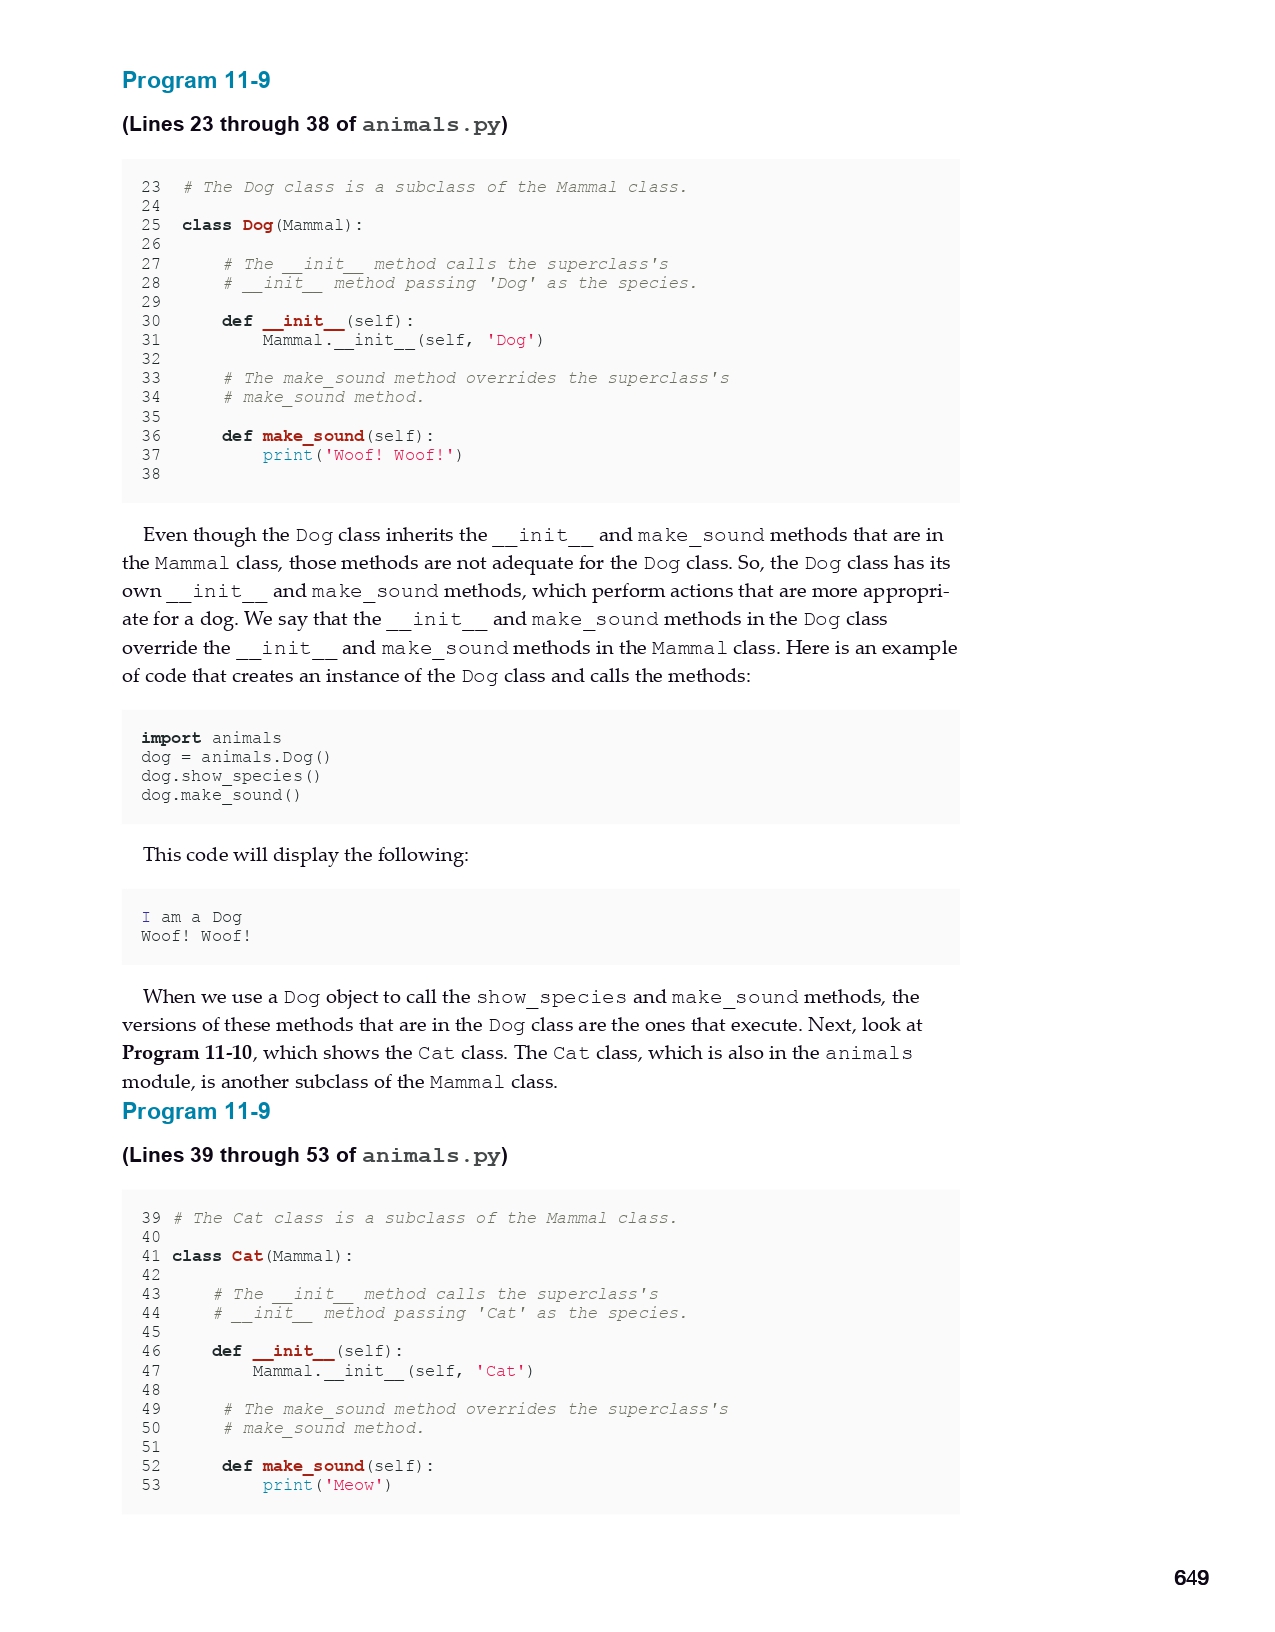 Program 11-9
(Lines 23 through 38 of animals.py)
23  # The Dog class is a subclass of the Mammal class.
24
25  class Dog(Mammal):
26
27      # The __init__ method calls the superclass's
28      # __init__ method passing 'Dog' as the species.
29
30      def __init__(self):
31          Mammal.__init__(self, 'Dog')
32
33      # The make_sound method overrides the superclass's
34      # make_sound method.
35
36      def make_sound(self):
37          print('Woof! Woof!')
38
Even though the Dog class inherits the __init__ and make_sound methods that are in
the Mammal class, those methods are not adequate for the Dog class. So, the Dog class has its
own __init__ and make_sound methods, which perform actions that are more appropri-
ate for a dog. We say that the __init__ and make_sound methods in the Dog class
override the __init__ and make_sound methods in the Mammal class. Here is an example
of code that creates an instance of the Dog class and calls the methods:
import animals
dog = animals.Dog()
dog.show_species()
dog.make_sound()
This code will display the following:
I am a Dog
Woof! Woof!
When we use a Dog object to call the show_species and make_sound methods, the
versions of these methods that are in the Dog class are the ones that execute. Next, look at
Program 11-10, which shows the Cat class. The Cat class, which is also in the animals
module, is another subclass of the Mammal class.
Program 11-9
(Lines 39 through 53 of animals.py)
39 # The Cat class is a subclass of the Mammal class.
40
41 class Cat(Mammal):
42
43     # The __init__ method calls the superclass's
44     # __init__ method passing 'Cat' as the species.
45
46     def __init__(self):
47         Mammal.__init__(self, 'Cat')
48
49      # The make_sound method overrides the superclass's
50      # make_sound method.
51
52      def make_sound(self):
53          print('Meow')
649